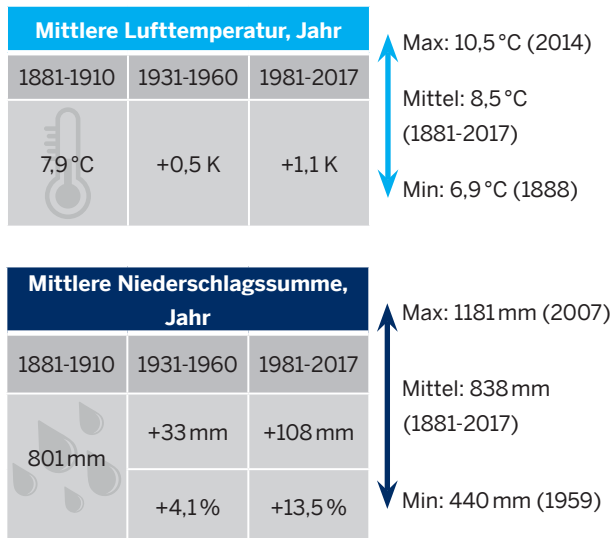 Mittlere Lufttemperatur, Jahr
1881-1910 1931-1960 1981-2017
7,9 °C +0,5 K +1,1 K
Max: 10,5 °C (2014)
Mittel: 8,5 °C
(1881-2017)
Min: 6,9 °C (1888)
Mittlere Niederschlagssumme,
Jahr
1881-1910 1931-1960 1981-2017
801 mm
+33 mm +108 mm
+4,1 % +13,5 %
Max: 1181 mm (2007)
Mittel: 838 mm
(1881-2017)
Min: 440 mm (1959)